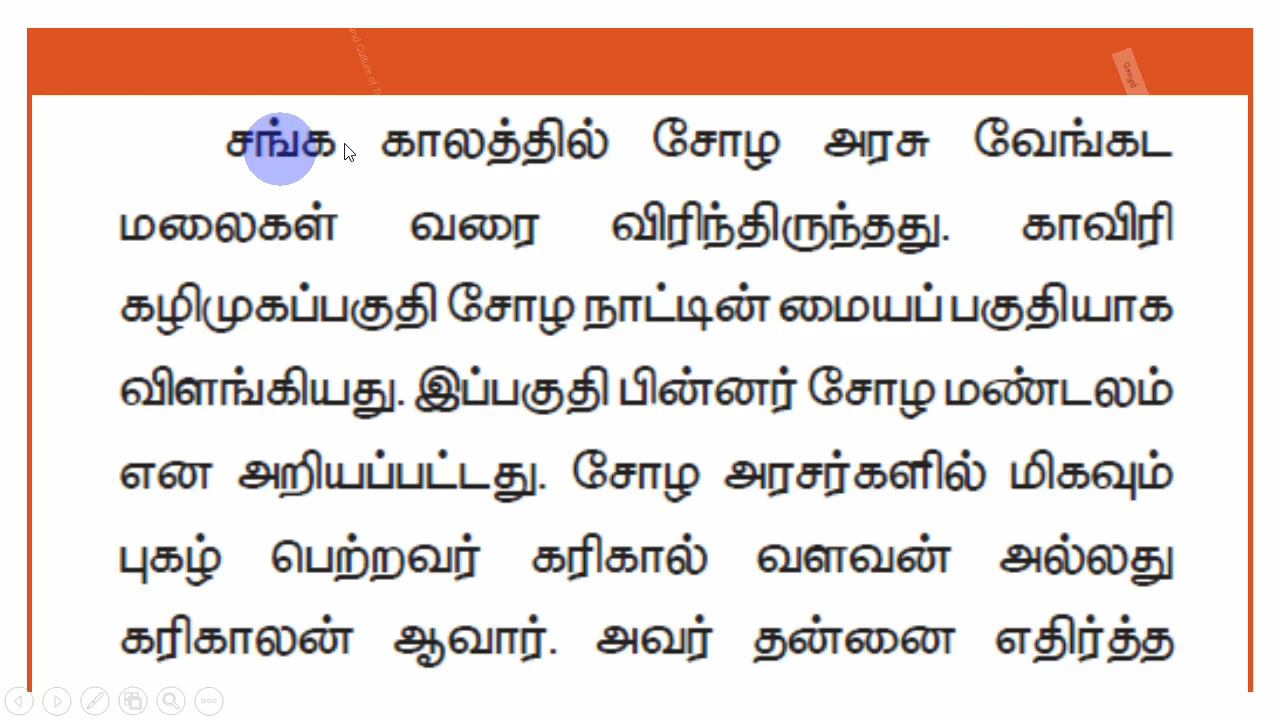 சங்க காலத்தில் சோழ அரசு வேங்கட
மலைகள் வரை விரிந்திருந்தது. காவிரி
கழிமுகப்பகுதி சோழ நாட்டின் மையப் பகுதியாக
விளங்கியது. இப்பகுதி பின்னர் சோழ மண்டலம்
என அறியப்பட்டது. சோழ அரசர்களில் மிகவும்
புகழ் பெற்றவர் கரிகால் வளவன் அல்லது
கரிகாலன் ஆவார். அவர் தன்னை எதிர்த்த